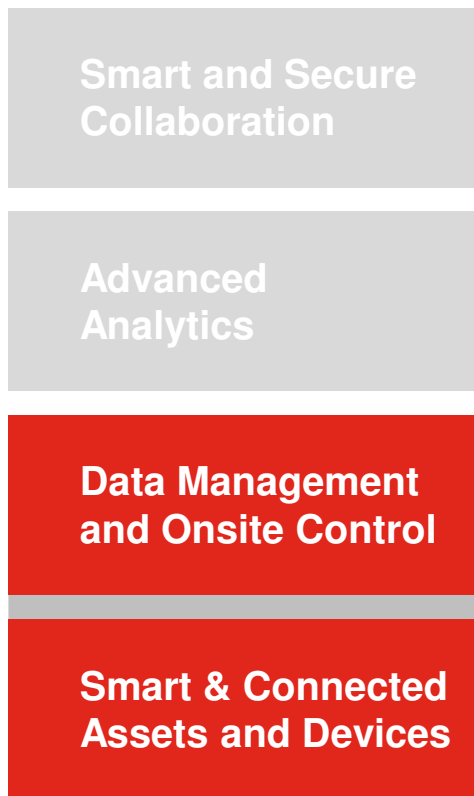 Smart and Secure
Collaboration
Advanced
Analytics
Data Management
and Onsite Control
Smart & Connected
Assets and Devices